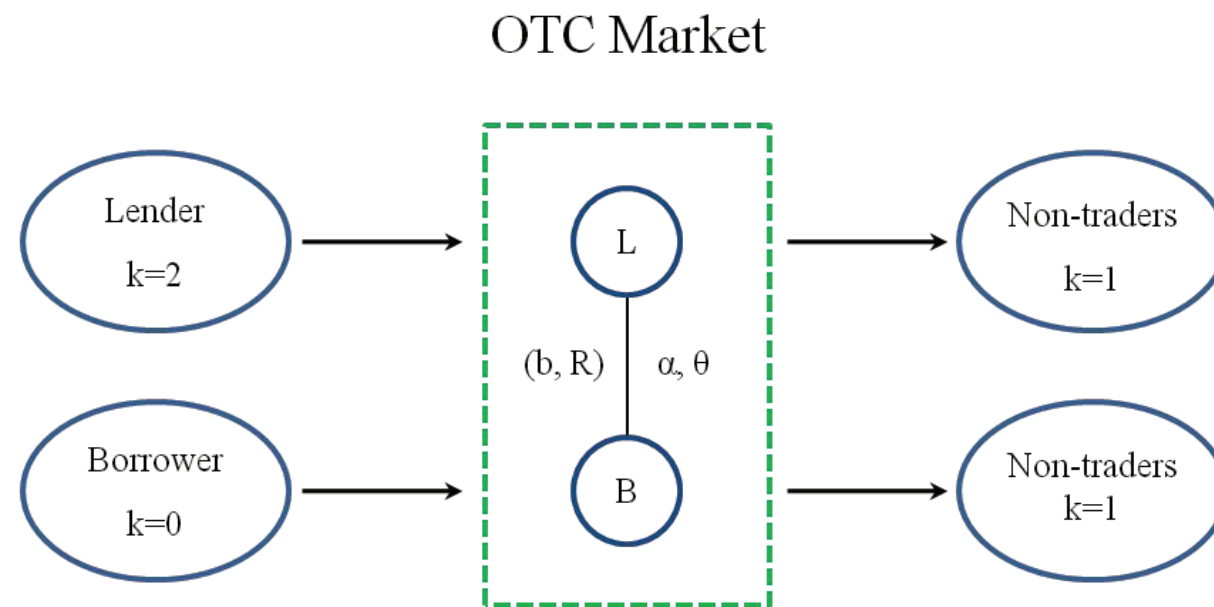 OTC Market
Lender
k=2
L
Non-traders
k=1
(b, R)
α, θ
Borrower
k=0
B
Non-traders
k=1